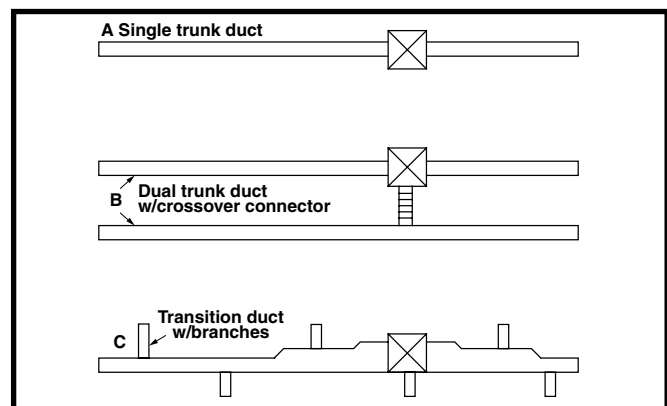 A Single trunk duct
B
Dual trunk duct
w/crossover connector
C
Transition duct
w/branches